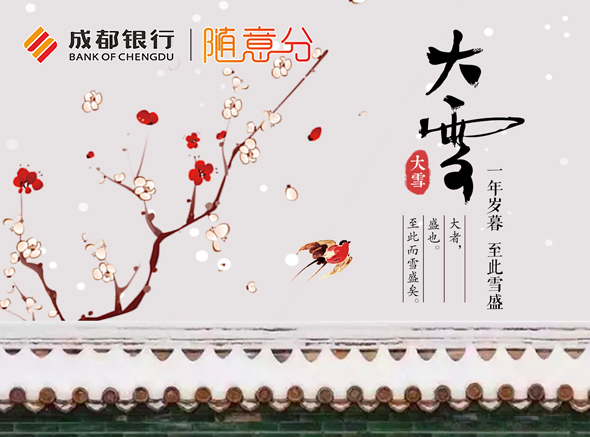 成都银行
BANK OF CHENGDU
随意分
大雪
大雪
一年岁暮 至此雪盛
大者，
盛也。
至此而雪盛矣。